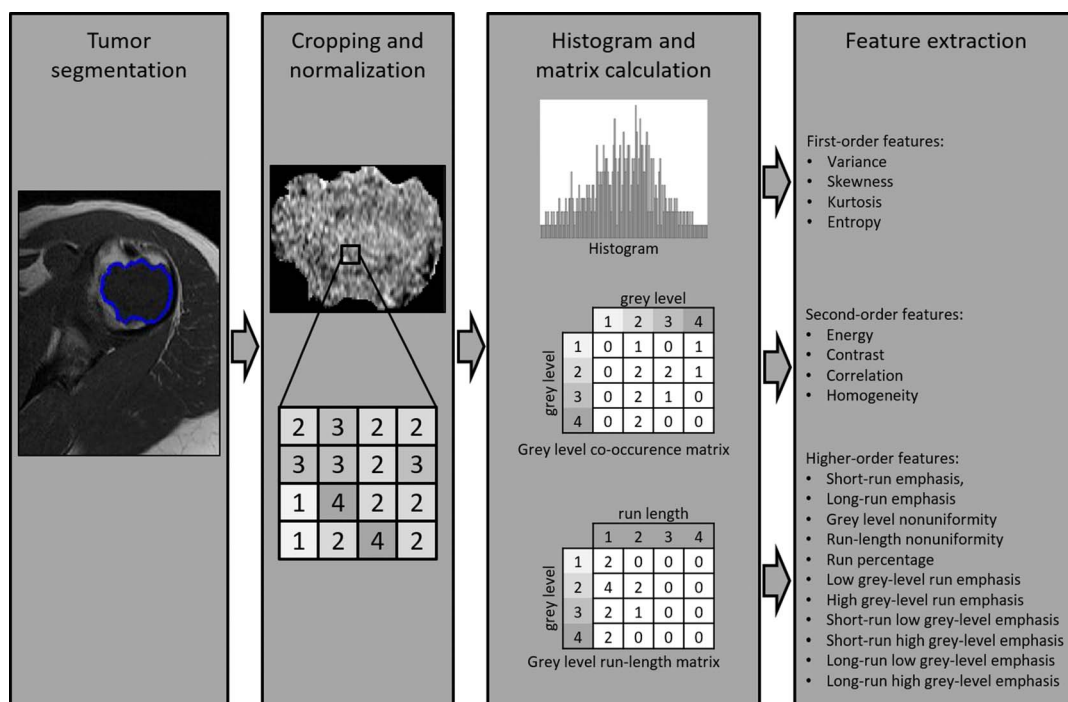 Tumor
segmentation
Cropping and
normalization
2 3 2 2
3 3 2 3
1 4 2 2
1 2 4 2
Histogram and
matrix calculation
Histogram
grey level
1 2 3 4
grey level
1 0 1 0 1
2 0 2 2 1
3 0 2 1 0
4 0 2 0 0
Grey level co-occurence matrix
run length
1 2 3 4
grey level
1 2 0 0 0
2 4 2 0 0
3 2 1 0 0
4 2 0 0 0
Grey level run-length matrix
Feature extraction
First-order features:
• Variance
• Skewness
• Kurtosis
• Entropy
Second-order features:
• Energy
• Contrast
• Correlation
• Homogeneity
Higher-order features:
• Short-run emphasis,
• Long-run emphasis
• Grey level nonuniformity
• Run-length nonuniformity
• Run percentage
• Low grey-level run emphasis
• High grey-level run emphasis
• Short-run low grey-level emphasis
• Short-run high grey-level emphasis
• Long-run low grey-level emphasis
• Long-run high grey-level emphasis